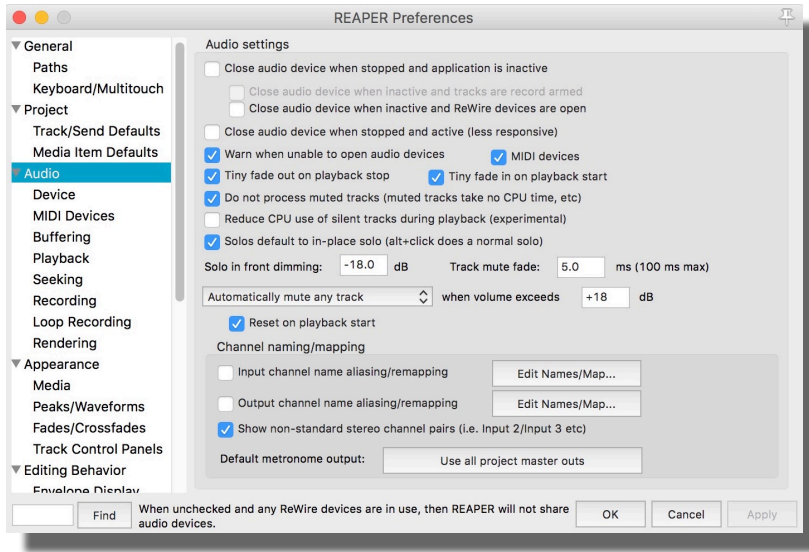 REAPER Preferences
General
Paths
Keyboard/Multitouch
Project
Track/Send Defaults
Media Item Defaults
Audio
Device
MIDI Devices
Buffering
Playback
Seeking
Recording
Loop Recording
Rendering
Appearance
Media
Peaks/Waveforms
Fades/Crossfades
Track Control Panels
Editing Behavior
Envelope Display
Audio settings
Close audio device when stopped and application is inactive
Close audio device when inactive and tracks are record armed
Close audio device when inactive and ReWire devices are open
Close audio device when stopped and active (less responsive)
Warn when unable to open audio devices MIDI devices
Tiny fade out on playback stop Tiny fade in on playback start
Do not process muted tracks (muted tracks take no CPU time, etc)
Reduce CPU use of silent tracks during playback (experimental)
Solos default to in-place solo (alt+click does a normal solo)
Solo in front dimming: -18.0 dB Track mute fade: 5.0 ms (100 ms max)
Automatically mute any track when volume exceeds +18 dB
Reset on playback start
Channel naming/mapping
Input channel name aliasing/remapping Edit Names/Map...
Output channel name aliasing/remapping Edit Names/Map...
Show non-standard stereo channel pairs (i.e. Input 2/Input 3 etc)
Default metronome output: Use all project master outs
Find When unchecked and any ReWire devices are in use, then REAPER will not share
audio devices.
OK Cancel Apply